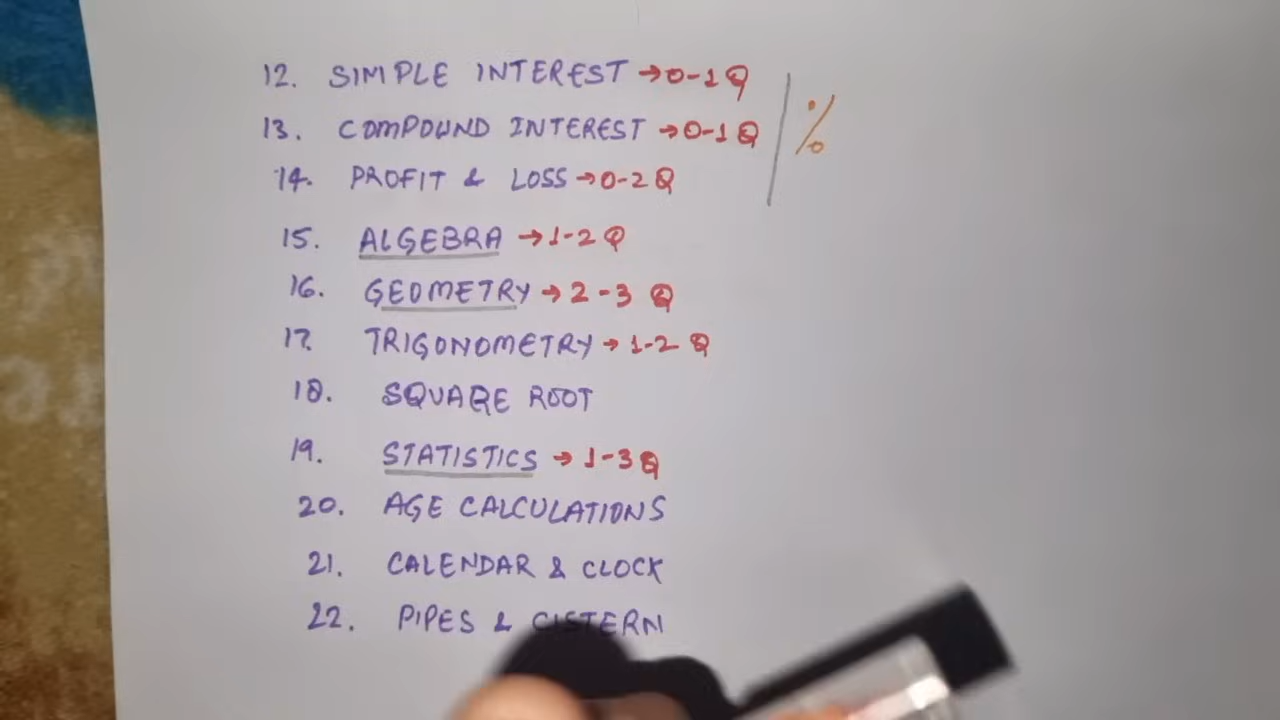 12. SIMPLE INTEREST →0-1 Q
13. COMPOUND INTEREST →0-1 Q
%
14. PROFIT & LOSS →0-2 Q
15. ALGEBRA →1-2 Q
16. GEOMETRY → 2-3 Q
17. TRIGONOMETRY → 1-2 Q
18. SQUARE ROOT
19. STATISTICS → 1-3 Q
20. AGE CALCULATIONS
21. CALENDAR & CLOCK
22. PIPES & CISTERN